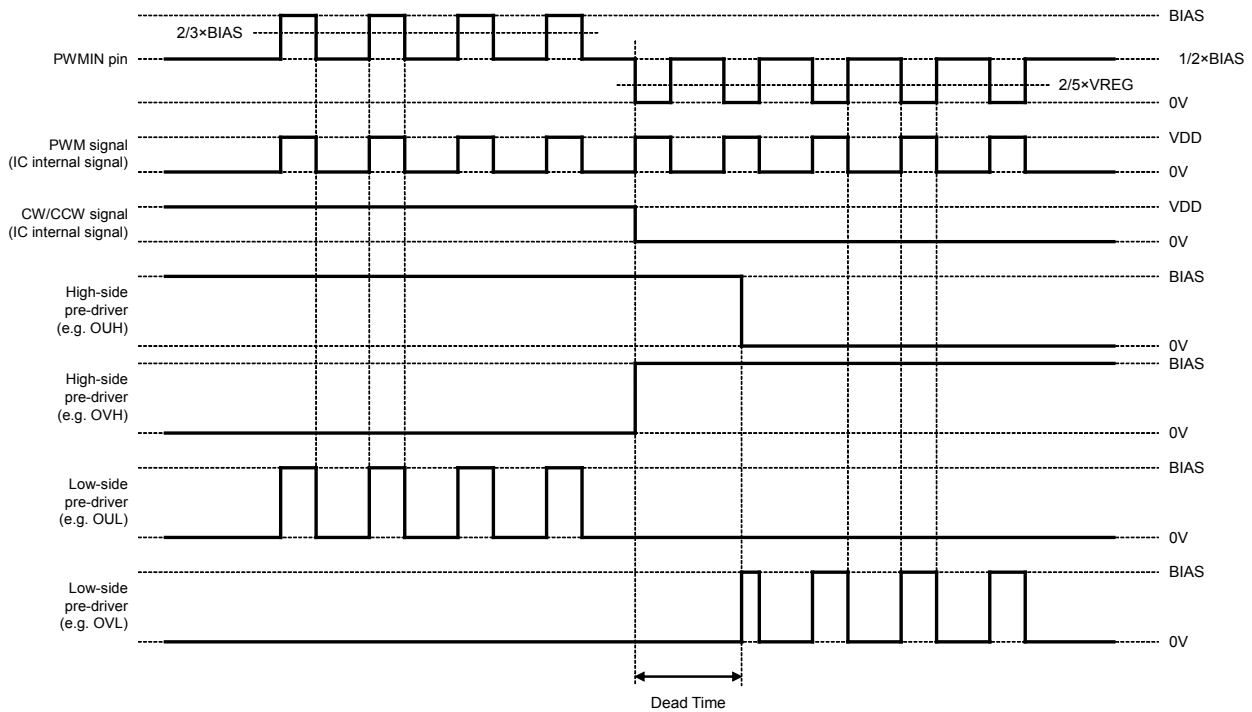 BIAS
2/3×BIAS
PWMIN pin
1/2×BIAS
2/5×VREG
0V
PWM signal
(IC internal signal)
VDD
0V
CW/CCW signal
(IC internal signal)
VDD
0V
High-side
pre-driver
(e.g. OUH)
BIAS
0V
High-side
pre-driver
(e.g. OVH)
BIAS
0V
Low-side
pre-driver
(e.g. OUL)
BIAS
0V
Low-side
pre-driver
(e.g. OVL)
BIAS
0V
Dead Time